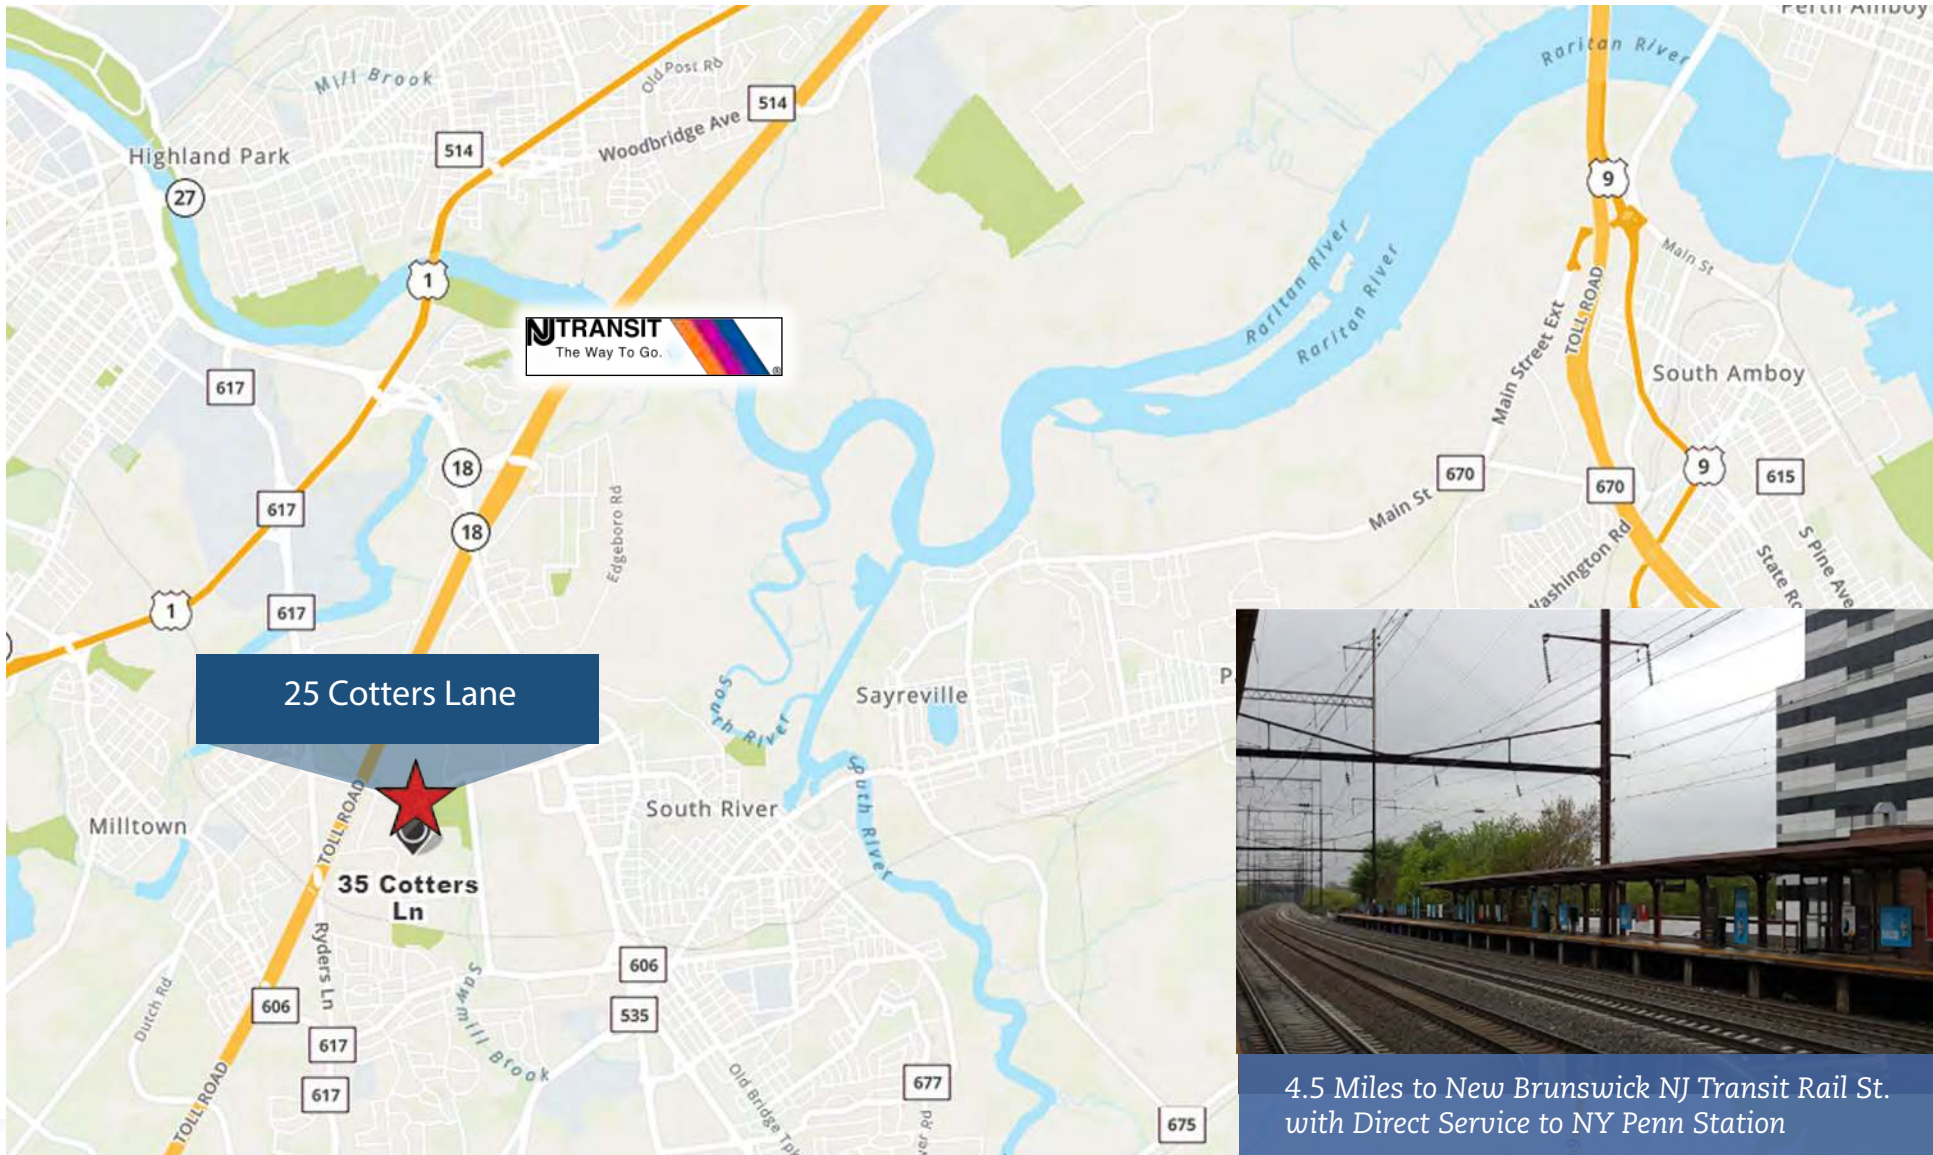 Perth Amboy
Raritan River
Mill Brook
Old Post Rd
514
Woodbridge Ave
514
Highland Park
27
9
Main St
1
Raritan River
Raritan River
TOLL ROAD
Main Street Ext
NJ TRANSIT
The Way To Go.
®
617
South Amboy
18
670
9
615
670
Main St
617
18
Edgeboro Rd
Washington Rd
State Rd
S Pine Ave
1
617
25 Cotters Lane
South River
Sayreville
South River
South River
TOLL ROAD
Milltown
35 Cotters
Ln
Ryders Ln
606
606
Sawmill Brook
Dutch Rd
535
617
617
TOLL ROAD
Old Bridge Tpk
677
675
4.5 Miles to New Brunswick NJ Transit Rail St.
with Direct Service to NY Penn Station